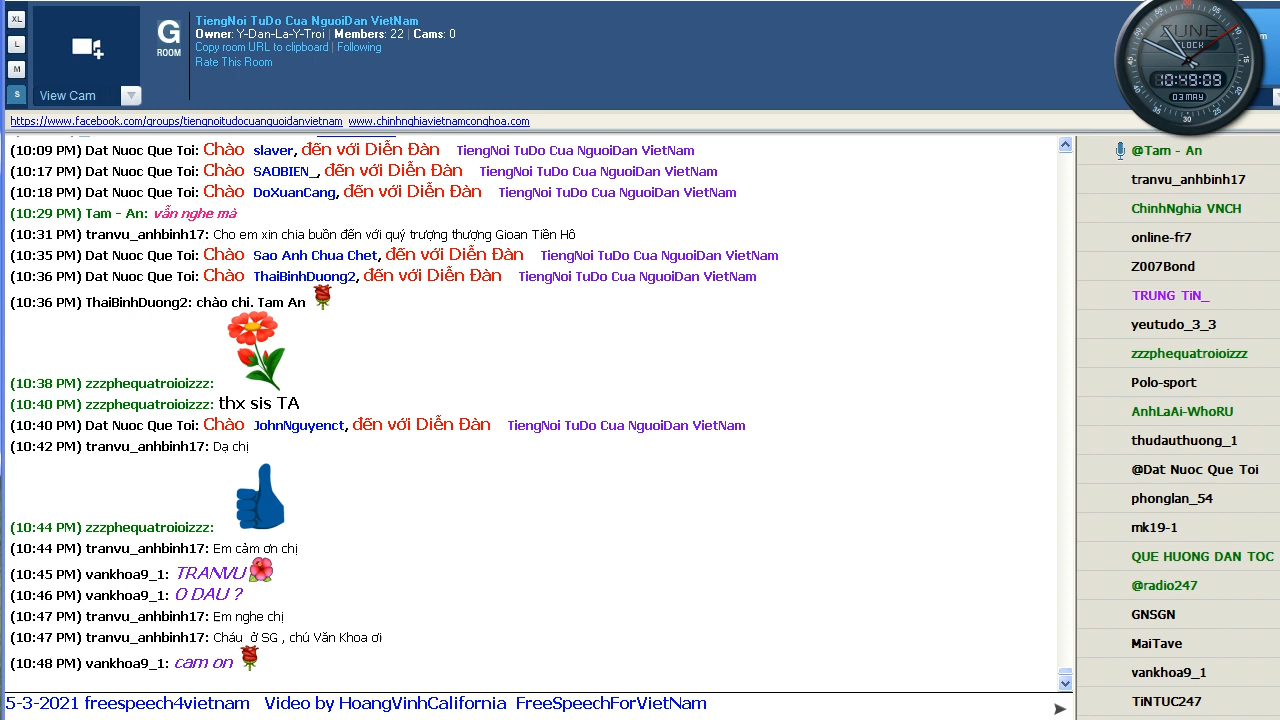 XL
L
M
S
View Cam
G
ROOM
TiengNoi TuDo Cua NguoiDan VietNam
Owner: Y-Dan-La-Y-Troi | Members: 22 | Cams: 0
Copy room URL to clipboard | Following
Rate This Room
CLOCK
10:49:09
03 MAY
https://www.facebook.com/groups/tiengnoitudocuanguoidanvietnam www.chinhnghiavietnamconghoa.com
(10:09 PM) Dat Nuoc Que Toi: Chào slaver, đến với Diễn Đàn TiengNoi TuDo Cua NguoiDan VietNam
(10:17 PM) Dat Nuoc Que Toi: Chào SAOBIEN_, đến với Diễn Đàn TiengNoi TuDo Cua NguoiDan VietNam
(10:18 PM) Dat Nuoc Que Toi: Chào DoXuanCang, đến với Diễn Đàn TiengNoi TuDo Cua NguoiDan VietNam
(10:29 PM) Tam - An: vẫn nghe mà
(10:31 PM) tranvu_anhbinh17: Cho em xin chia buồn đến với quý trượng thượng Gioan Tiền Hô
(10:35 PM) Dat Nuoc Que Toi: Chào Sao Anh Chua Chet, đến với Diễn Đàn TiengNoi TuDo Cua NguoiDan VietNam
(10:36 PM) Dat Nuoc Que Toi: Chào ThaiBinhDuong2, đến với Diễn Đàn TiengNoi TuDo Cua NguoiDan VietNam
(10:36 PM) ThaiBinhDuong2: chào chi. Tam An
(10:38 PM) zzzphequatroioizzz:
(10:40 PM) zzzphequatroioizzz: thx sis TA
(10:40 PM) Dat Nuoc Que Toi: Chào JohnNguyenct, đến với Diễn Đàn TiengNoi TuDo Cua NguoiDan VietNam
(10:42 PM) tranvu_anhbinh17: Dạ chị
(10:44 PM) zzzphequatroioizzz:
(10:44 PM) tranvu_anhbinh17: Em cảm ơn chị
(10:45 PM) vankhoa9_1: TRANVU
(10:46 PM) vankhoa9_1: O DAU ?
(10:47 PM) tranvu_anhbinh17: Em nghe chị
(10:47 PM) tranvu_anhbinh17: Cháu ở SG , chú Văn Khoa ơi
(10:48 PM) vankhoa9_1: cam on
5-3-2021 freespeech4vietnam Video by HoangVinhCalifornia FreeSpeechForVietNam
@Tam - An
tranvu_anhbinh17
ChinhNghia VNCH
online-fr7
Z007Bond
TRUNG TiN_
yeutudo_3_3
zzzphequatroioizzz
Polo-sport
AnhLaAi-WhoRU
thudauthuong_1
@Dat Nuoc Que Toi
phonglan_54
mk19-1
QUE HUONG DAN TOC
@radio247
GNSGN
MaiTave
vankhoa9_1
TiNTUC247